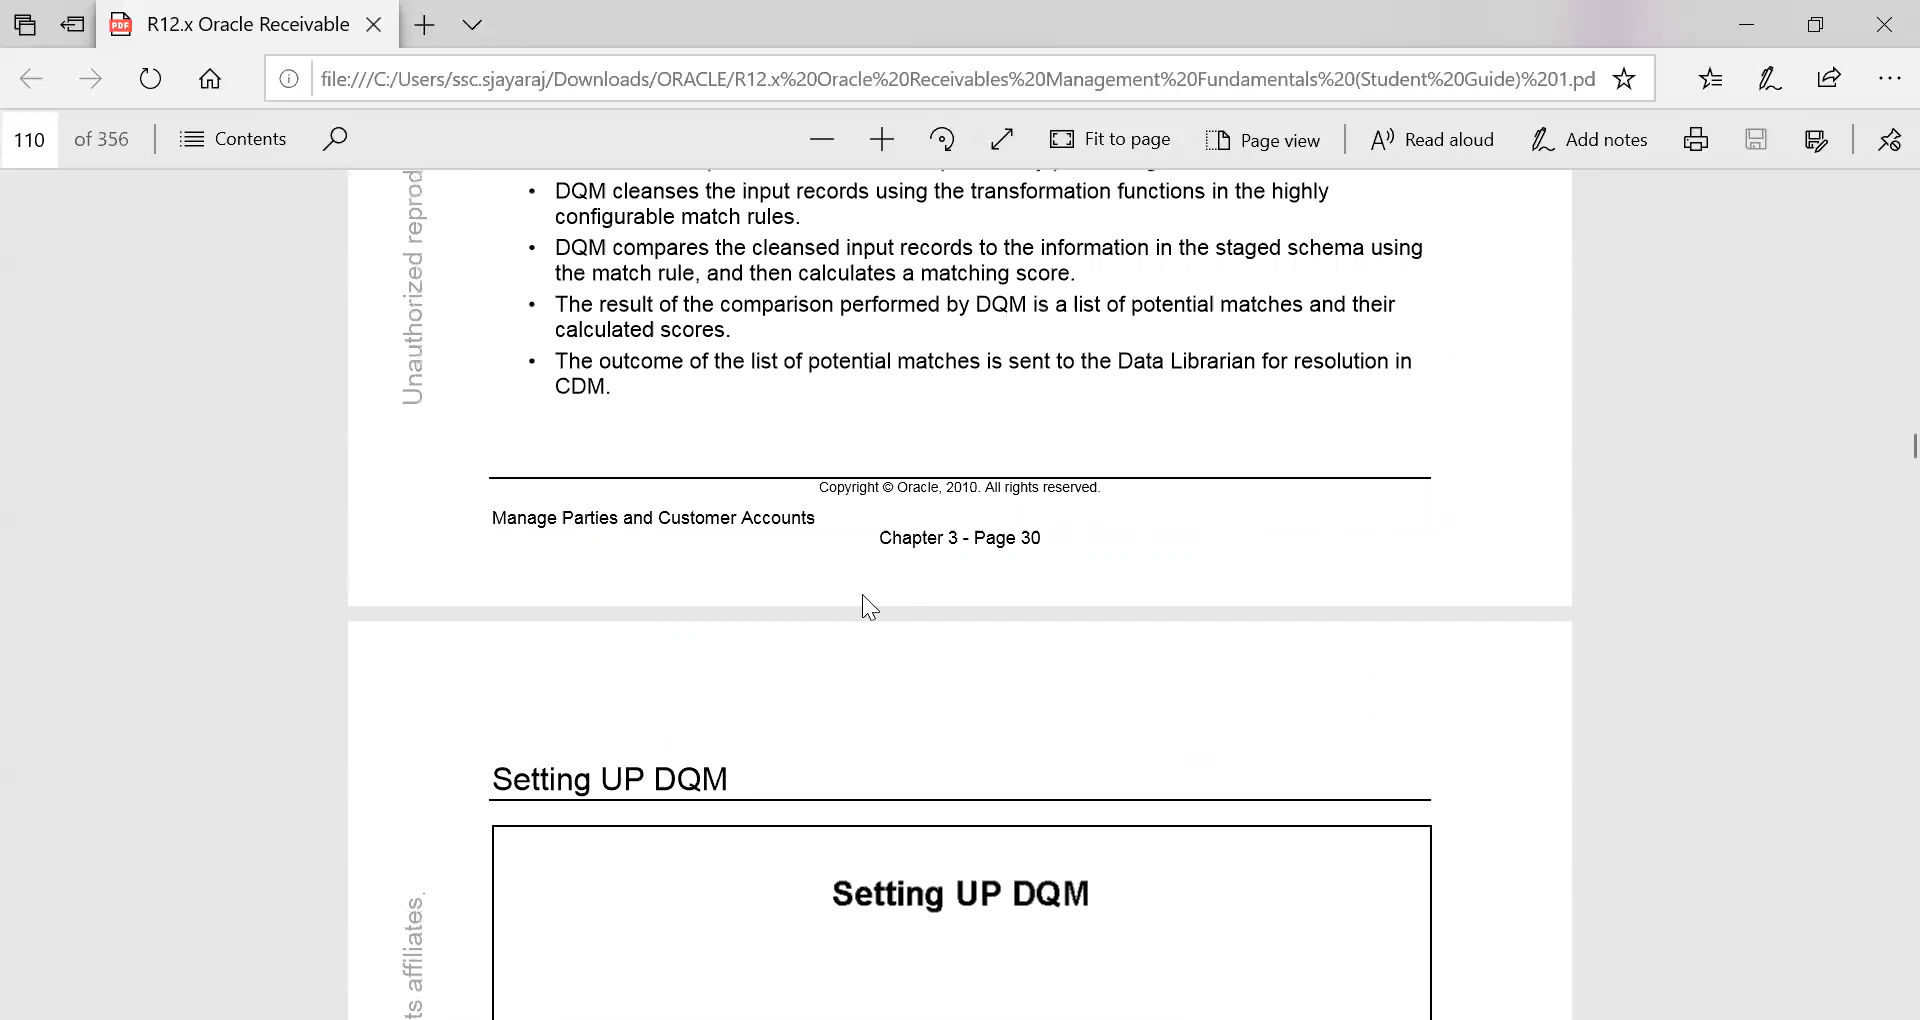 R12.x Oracle Receivable
file:///C:/Users/ssc.sjayaraj/Downloads/ORACLE/R12.x%20Oracle%20Receivables%20Management%20Fundamentals%20(Student%20Guide)%201.pd
110 of 356 Contents Fit to page Page view Read aloud Add notes
• DQM cleanses the input records using the transformation functions in the highly
configurable match rules.
• DQM compares the cleansed input records to the information in the staged schema using
the match rule, and then calculates a matching score.
• The result of the comparison performed by DQM is a list of potential matches and their
calculated scores.
• The outcome of the list of potential matches is sent to the Data Librarian for resolution in
CDM.
Unauthorized reprod
Copyright © Oracle, 2010. All rights reserved.
Manage Parties and Customer Accounts
Chapter 3 - Page 30
Setting UP DQM
Setting UP DQM
ts affiliates.